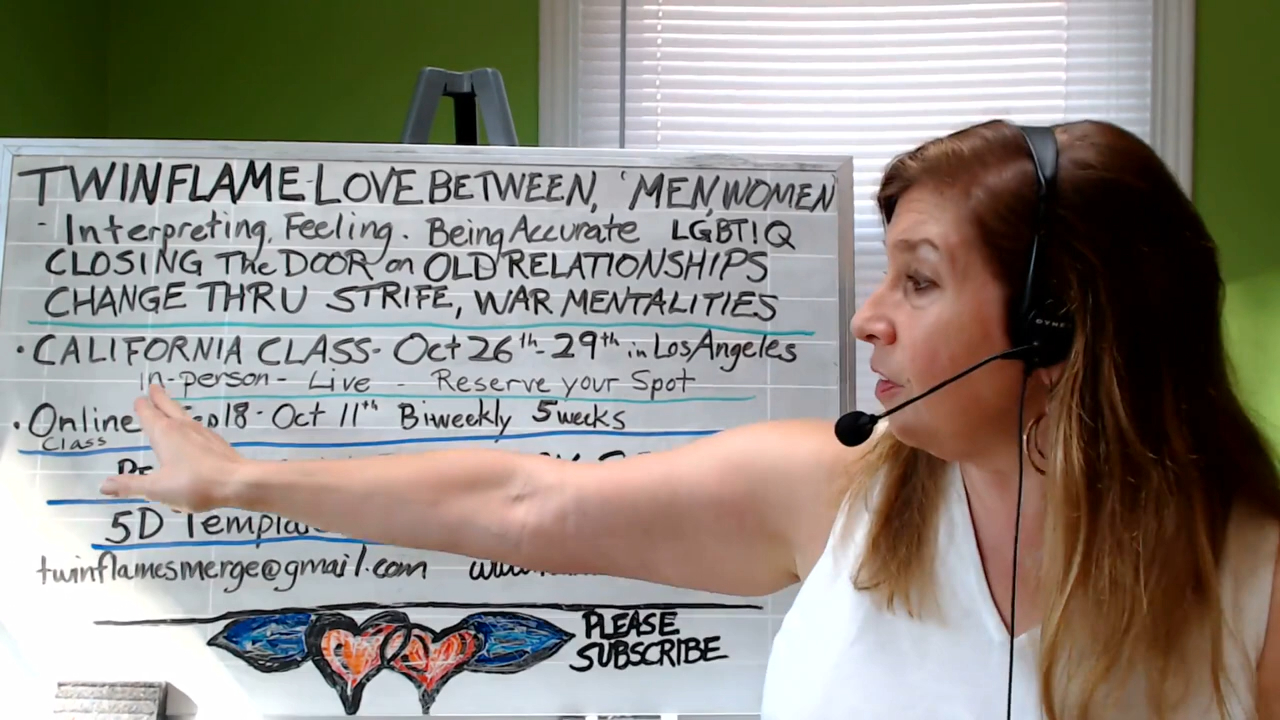 TWINFLAME-LOVE BETWEEN, 'MEN, WOMEN
- Interpreting, Feeling. Being Accurate LGBTIQ
CLOSING The DOOR on OLD RELATIONSHIPS
CHANGE THRU STRIFE, WAR MENTALITIES
• CALIFORNIA CLASS- Oct 26th-29th in Los Angeles
in-person - Live - Reserve your Spot
• Online 18- Oct 11th Biweekly 5 weeks
Class
5D
twinflamesmerge@gmail.com
PLEASE
SUBSCRIBE